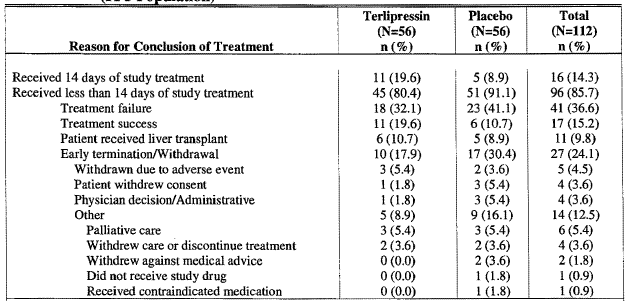 Terlipressin Placebo Total
(N=56) (N=56) (N=112)
Reason for Conclusion of Treatment n (%) n (%) n (%)
Received 14 days of study treatment 11 (19.6) 5 (8.9) 16 (14.3)
Received less than 14 days of study treatment 45 (80.4) 51 (91.1) 96 (85.7)
Treatment failure 18 (32.1) 23 (41.1) 41 (36.6)
Treatment success 11 (19.6) 6 (10.7) 17 (15.2)
Patient received liver transplant 6 (10.7) 5 (8.9) 11 (9.8)
Early termination/Withdrawal 10 (17.9) 17 (30.4) 27 (24.1)
Withdrawn due to adverse event 3 (5.4) 2 (3.6) 5 (4.5)
Patient withdrew consent 1 (1.8) 3 (5.4) 4 (3.6)
Physician decision/Administrative 1 (1.8) 3 (5.4) 4 (3.6)
Other 5 (8.9) 9 (16.1) 14 (12.5)
Palliative care 3 (5.4) 3 (5.4) 6 (5.4)
Withdrew care or discontinue treatment 2 (3.6) 2 (3.6) 4 (3.6)
Withdrew against medical advice 0 (0.0) 2 (3.6) 2 (1.8)
Did not receive study drug 0 (0.0) 1 (1.8) 1 (0.9)
Received contraindicated medication 0 (0.0) 1 (1.8) 1 (0.9)